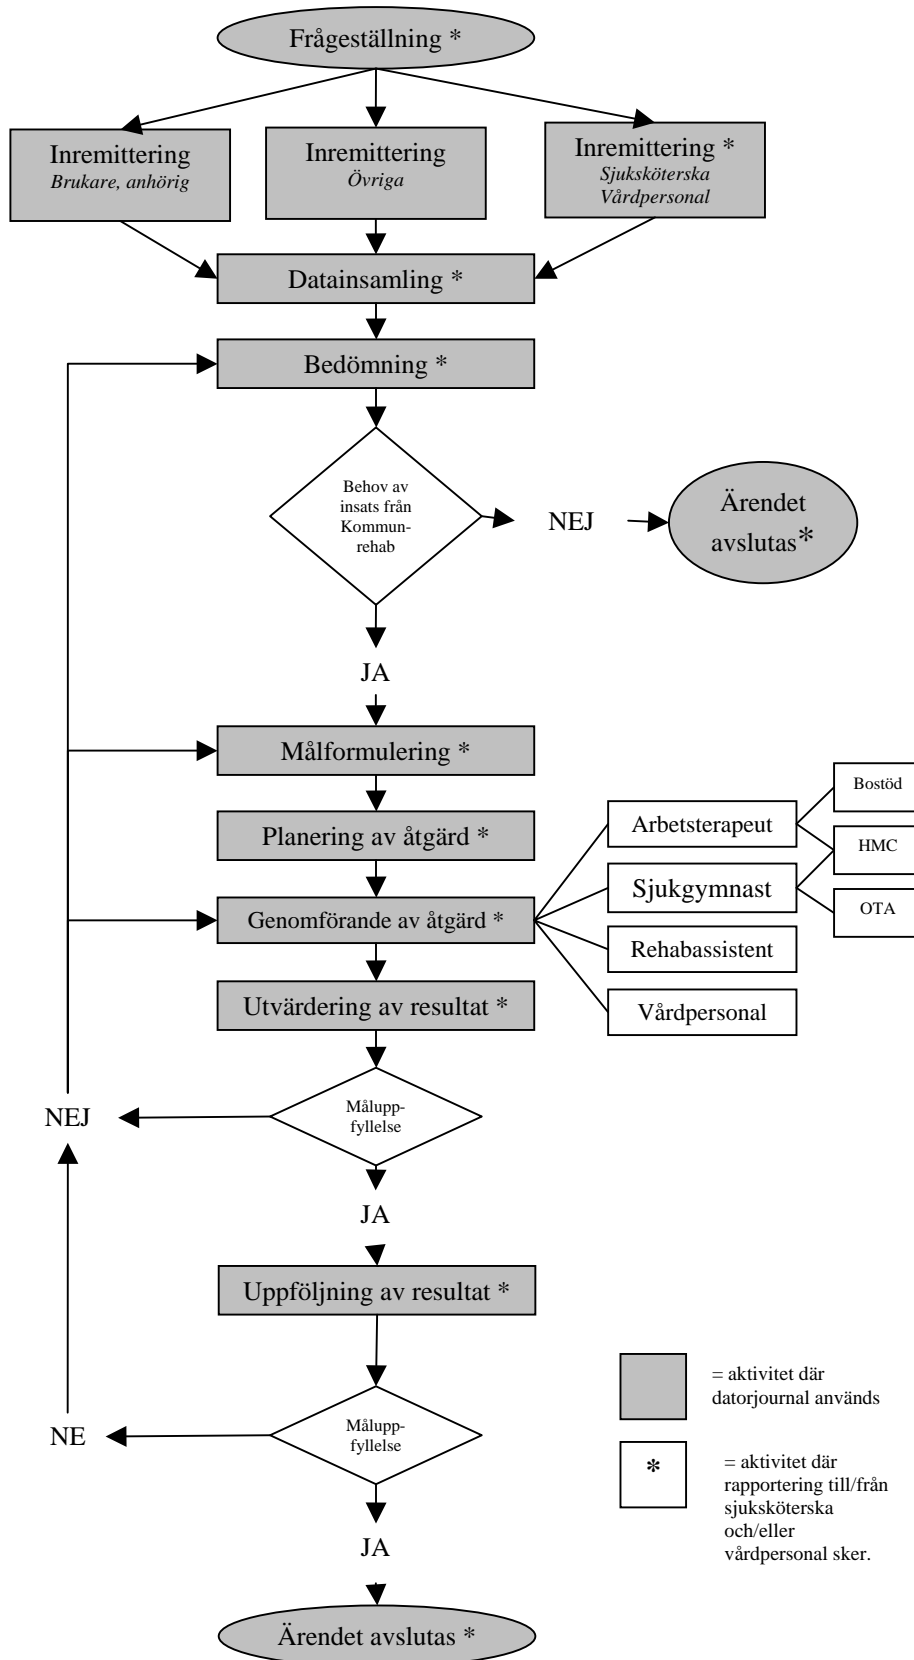 Frågeställning *
Inremittering
Brukare, anhörig
Inremittering
Övriga
Inremittering *
Sjuksköterska
Vårdpersonal
Datainsamling *
Bedömning *
Behov av
insats från
Kommun-
rehab
NEJ
Ärendet
avslutas*
JA
Målformulering *
Planering av åtgärd *
Genomförande av åtgärd *
Arbetsterapeut
Sjukgymnast
Rehabassistent
Vårdpersonal
Bostöd
HMC
OTA
Utvärdering av resultat *
Måluppfyllelse
NEJ
JA
Uppföljning av resultat *
Målupp-
fyllelse
NE
JA
Ärendet avslutas *
= aktivitet där
datorjournal används
*
= aktivitet där
rapportering till/från
sjuksköterska
och/eller
vårdpersonal sker.